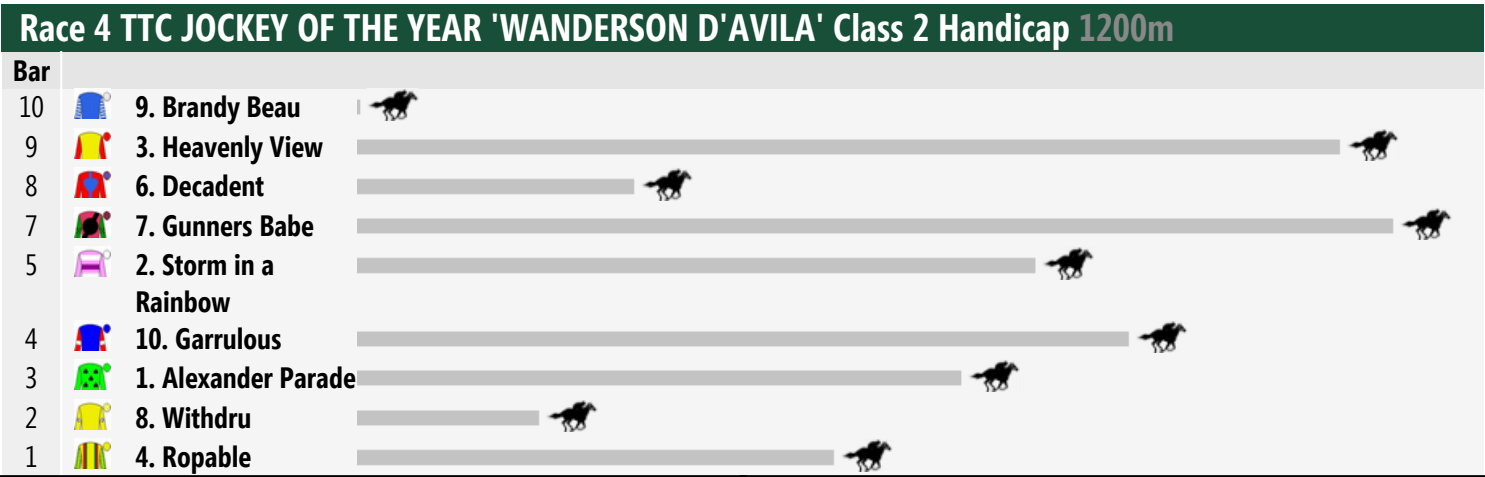 Race 4 TTC JOCKEY OF THE YEAR 'WANDERSON D'AVILA' Class 2 Handicap 1200m
Bar
10 9. Brandy Beau
9 3. Heavenly View
8 6. Decadent
7 7. Gunners Babe
5 2. Storm in a
Rainbow
4 10. Garrulous
3 1. Alexander Parade
2 8. Withdru
1 4. Ropable